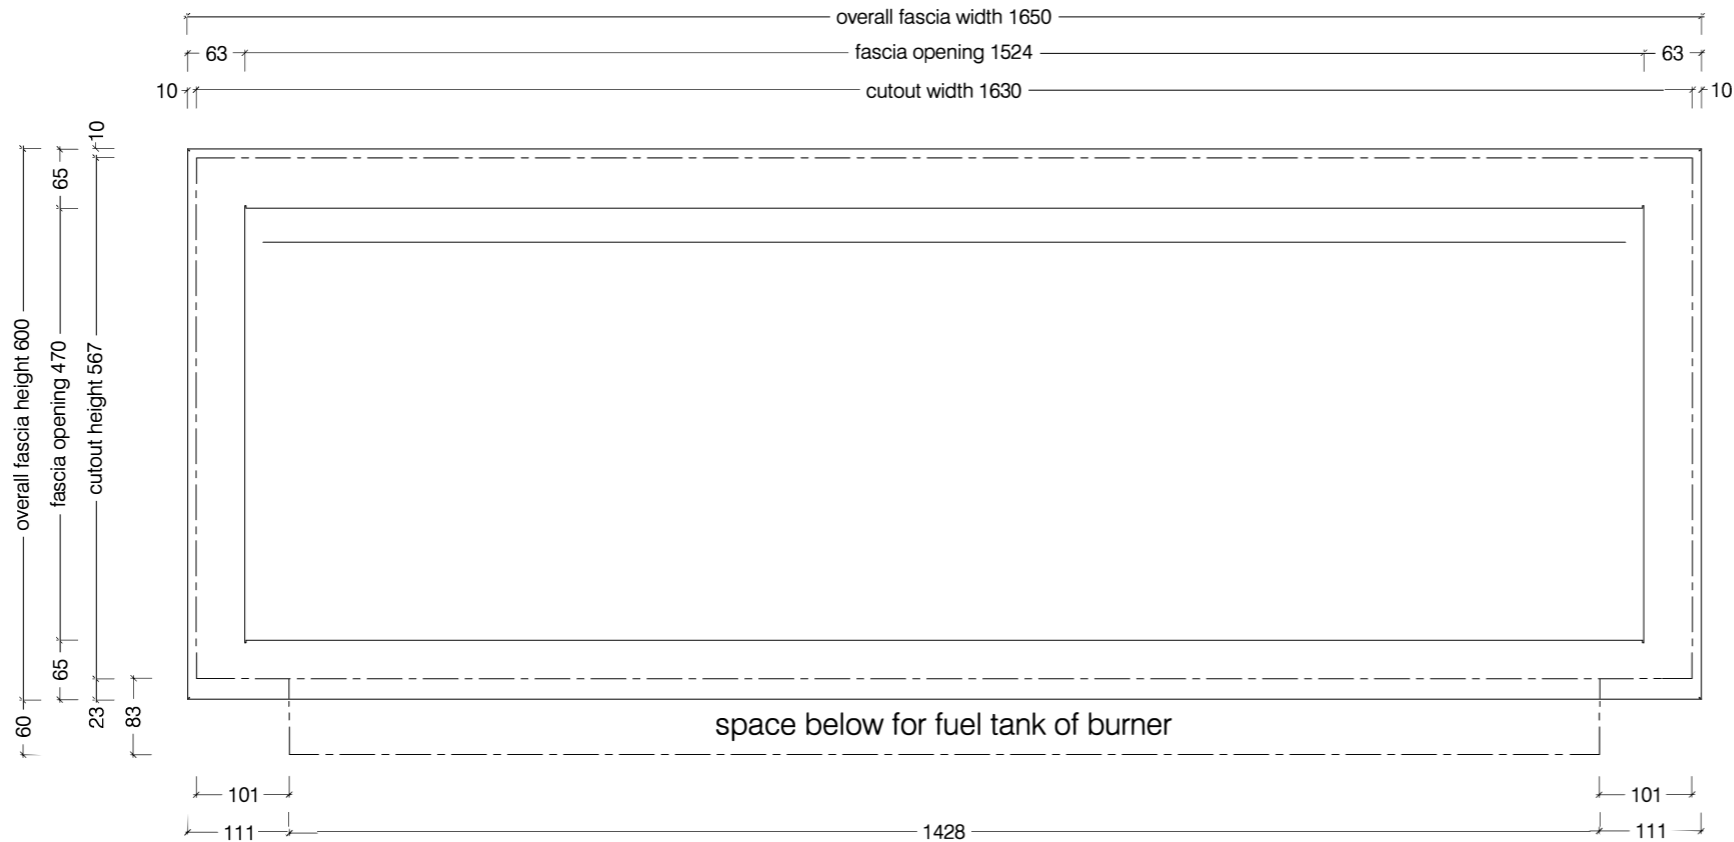 overall fascia width 1650
63
fascia opening 1524
63
10
cutout width 1630
10
10
65
overall fascia height 600
fascia opening 470
cutout height 567
65
60
23
83
space below for fuel tank of burner
101
101
111
1428
111